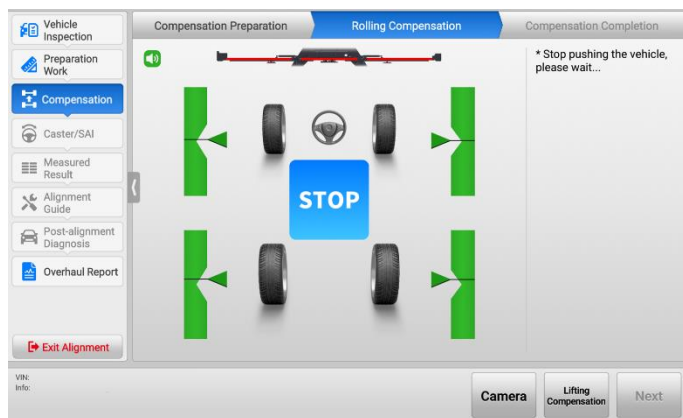 Vehicle
Inspection
Preparation
Work
Compensation
Caster/SAI
Measured
Result
Alignment
Guide
Post-alignment
Diagnosis
Overhaul Report
Exit Alignment
Compensation Preparation
Rolling Compensation
Compensation Completion
* Stop pushing the vehicle,
please wait...
STOP
VIN:
Info:
Camera
Lifting
Compensation
Next